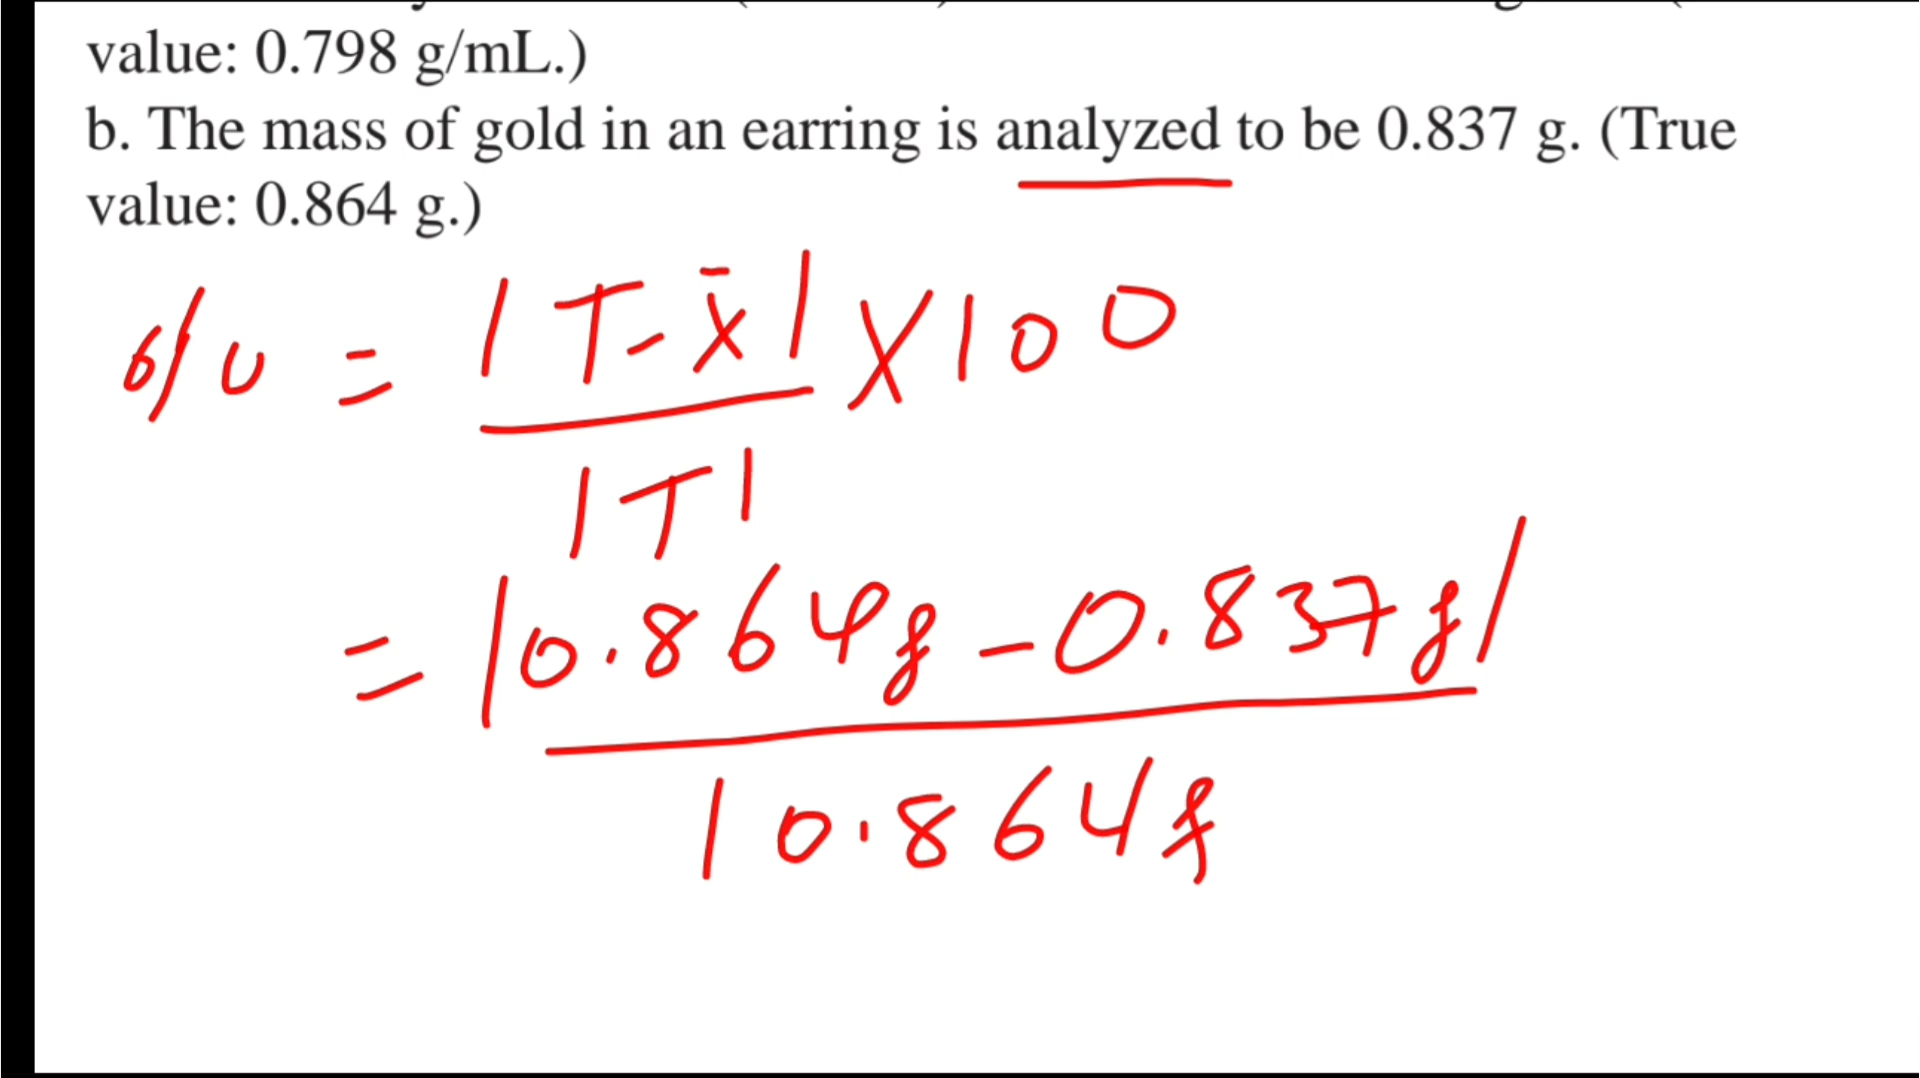 value: 0.798 g/mL.)
b. The mass of gold in an earring is analyzed to be 0.837 g. (True
value: 0.864 g.)
% = |T-x̄| X100
|T|
= |0.864g - 0.837g|
|0.864g